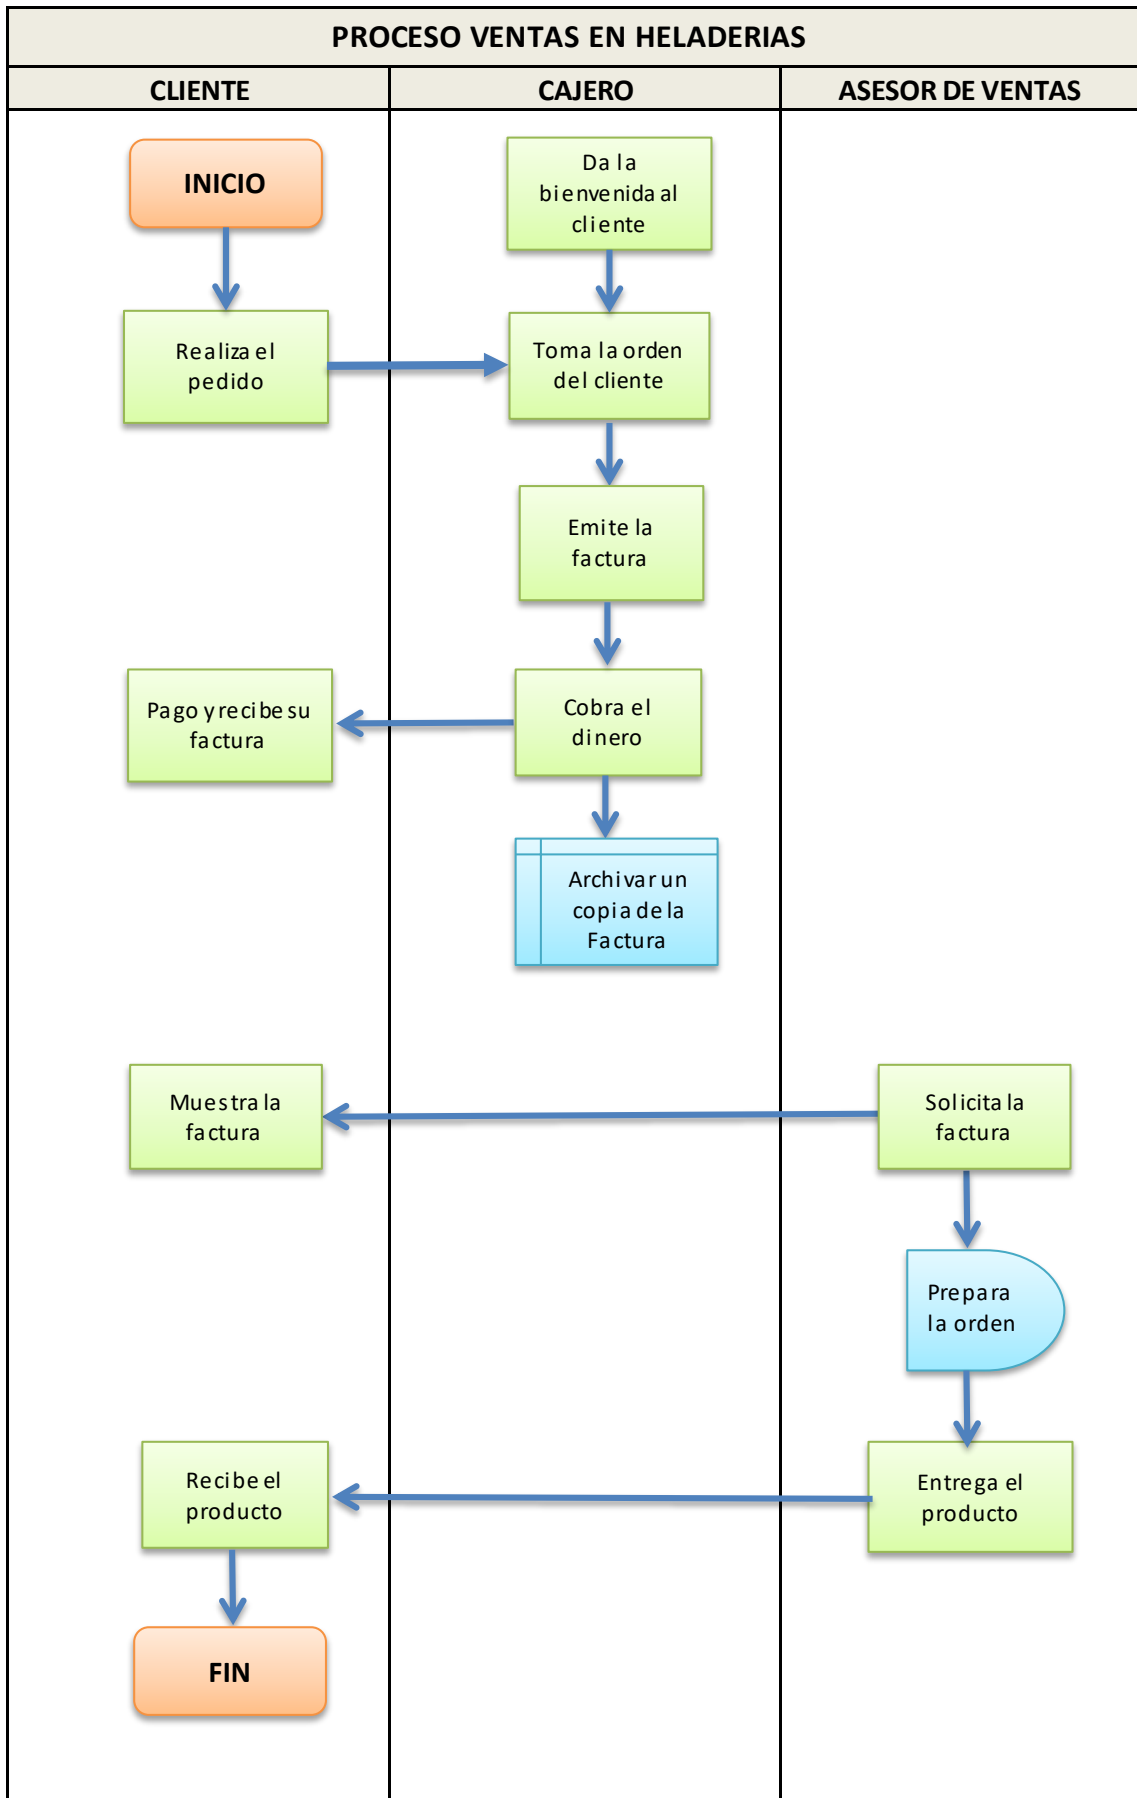 PROCESO VENTAS EN HELADERIAS
CLIENTE
CAJERO
ASESOR DE VENTAS
INICIO
Da la
bienvenida al
cliente
Realiza el
pedido
Toma la orden
del cliente
Emite la
factura
Pago y recibe su
factura
Cobra el
dinero
Archivar un
copia de la
Factura
Muestra la
factura
Solicita la
factura
Prepara
la orden
Recibe el
producto
Entrega el
producto
FIN